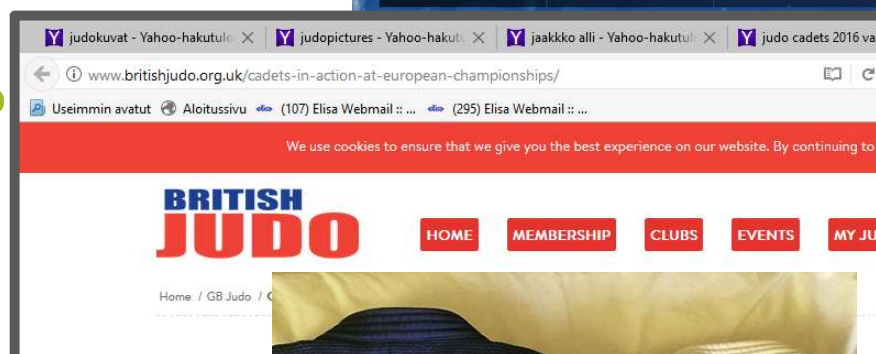 judokuvat - Yahoo-hakutulo judopictures - Yahoo-hakutu jaakkko alli - Yahoo-hakutul judo cadets 2016 va
www.britishjudo.org.uk/cadets-in-action-at-european-championships/
Useimmin avatut Aloitussivu (107) Elisa Webmail :: ... (295) Elisa Webmail :: ...
We use cookies to ensure that we give you the best experience on our website. By continuing to
BRITISH
JUDO
HOME MEMBERSHIP CLUBS EVENTS MY JU
Home / GB Judo / C